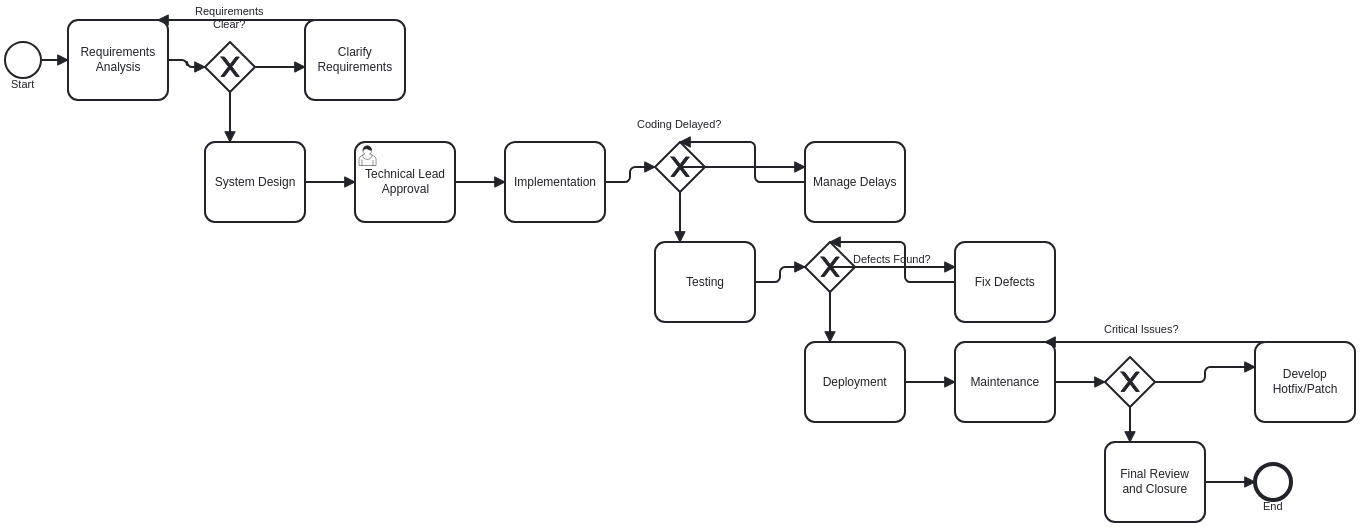 Requirements
Clear?
Start
Requirements
Analysis
Clarify
Requirements
System Design
Technical Lead
Approval
Implementation
Coding Delayed?
Manage Delays
Testing
Defects Found?
Fix Defects
Deployment
Maintenance
Critical Issues?
Develop
Hotfix/Patch
Final Review
and Closure
End